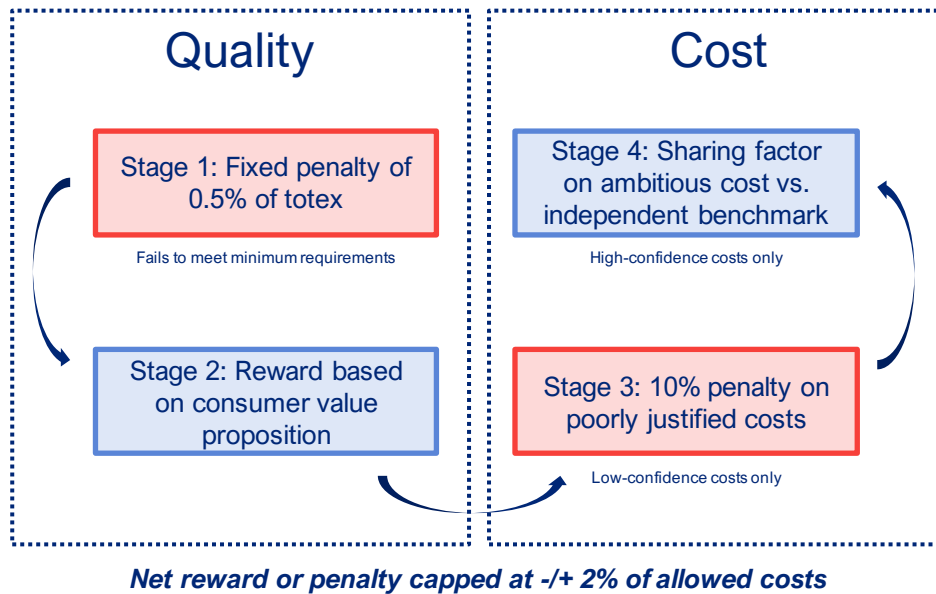 Quality
Stage 1: Fixed penalty of
0.5% of totex
Fails to meet minimum requirements
Stage 2: Reward based
on consumer value
proposition
Cost
Stage 4: Sharing factor
on ambitious cost vs.
independent benchmark
High-confidence costs only
Stage 3: 10% penalty on
poorly justified costs
Low-confidence costs only
Net reward or penalty capped at -/+ 2% of allowed costs